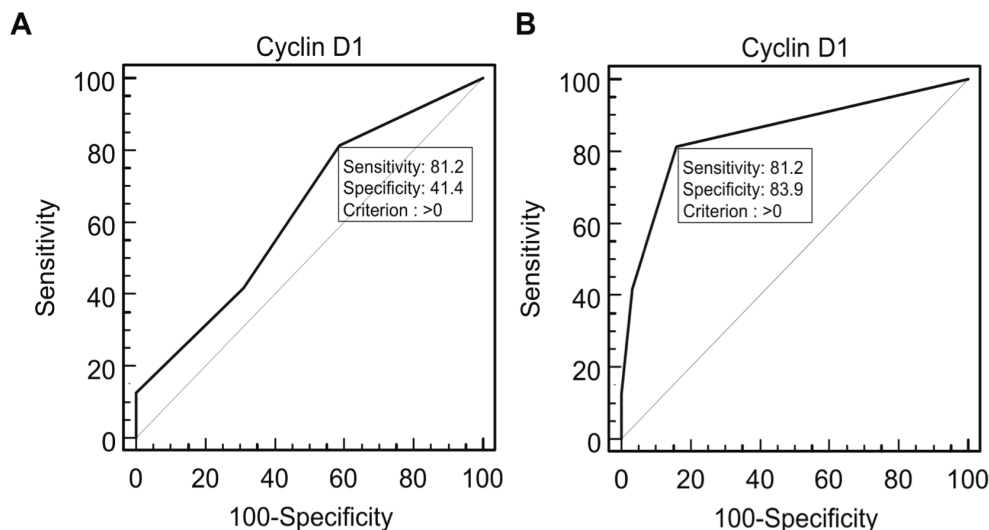 A
Cyclin D1
100
80
60
40
20
0
Sensitivity
Sensitivity: 81.2
Specificity: 41.4
Criterion : >0
0 20 40 60 80 100
100-Specificity
B
Cyclin D1
100
80
60
40
20
0
Sensitivity
Sensitivity: 81.2
Specificity: 83.9
Criterion : >0
0 20 40 60 80 100
100-Specificity